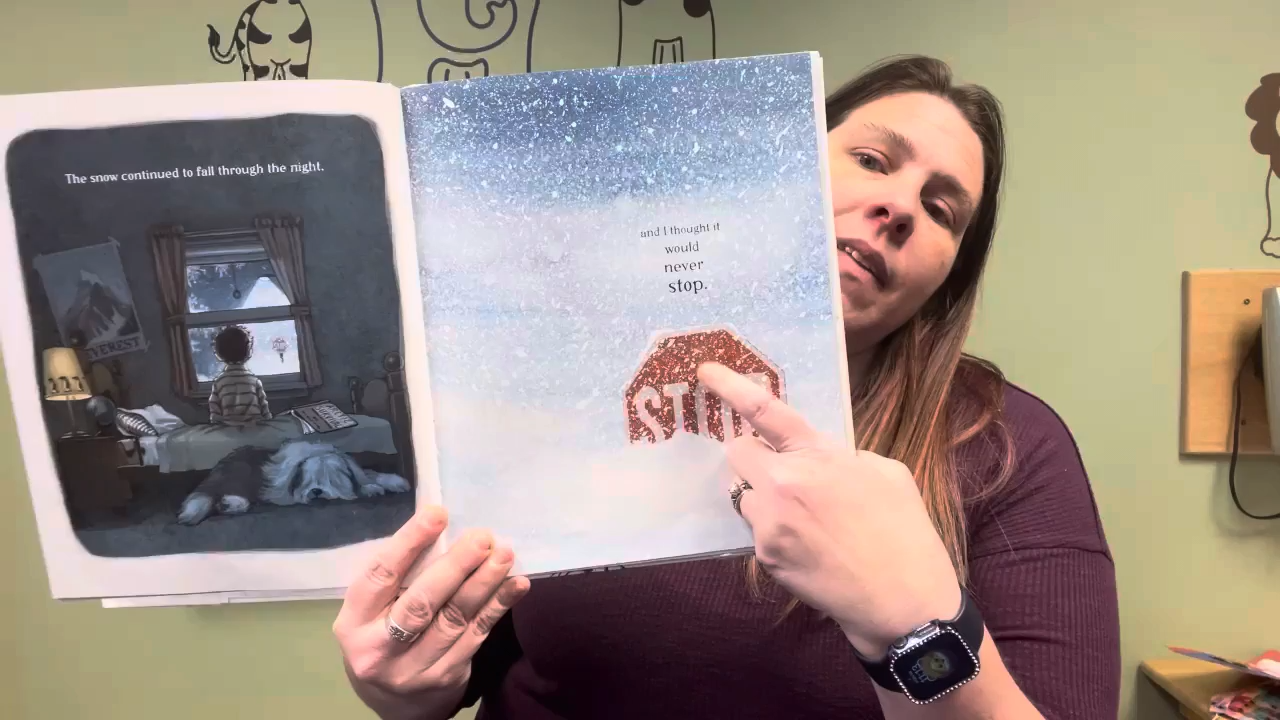 The snow continued to fall through the night.
EVEREST
and I thought it
would
never
stop.